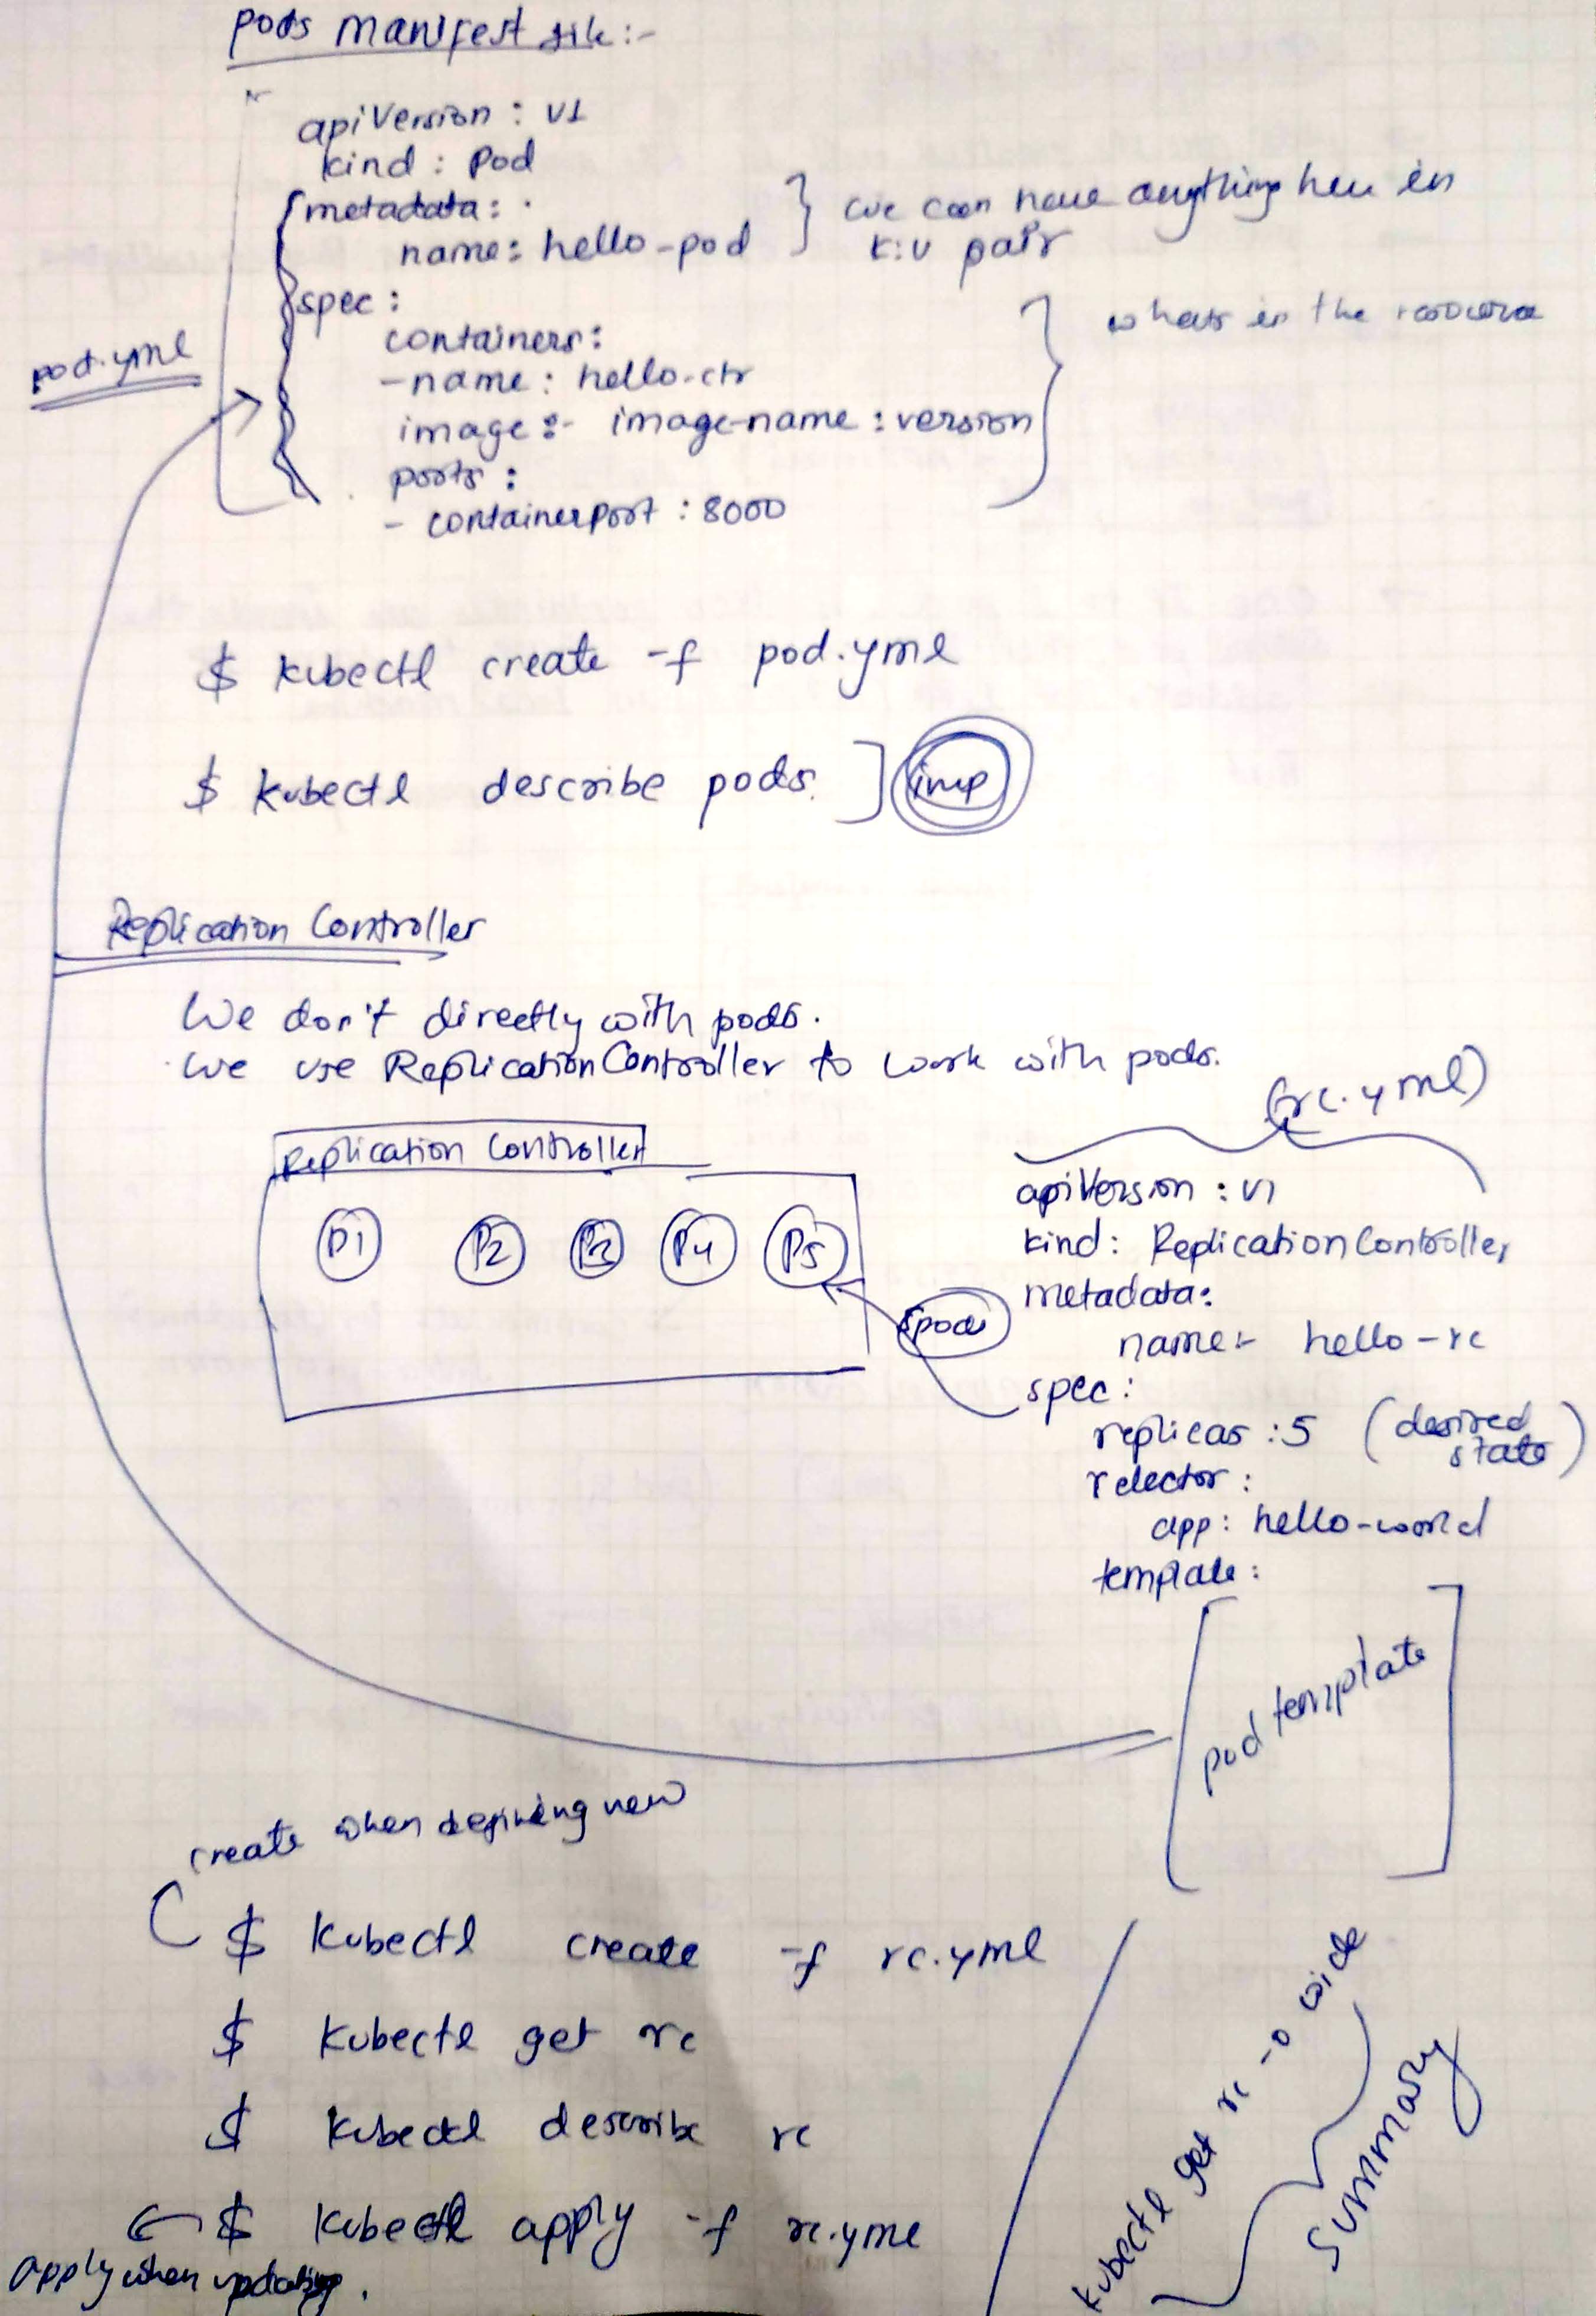 pods manifest file:-
apiVersion : v1
kind : Pod
metadata:
name: hello-pod
we can have anything here in
k:v pair
spec :
containers:
- name : hello-ctr
image :- image-name : version
ports :
- containerport : 8000
whats in the
pod.yml
$ kubectl create -f pod.yml
$ kubectl describe pods.
imp
Replication Controller
We don't directly with pods.
We use ReplicationController to work with pods.
(rc.yml)
Replication Controller
P1 P2 P3 P4 P5
5 pods
apiVersion : v1
kind: ReplicationController
metadata:
name:- hello-rc
spec :
replicas : 5 (desired
state)
selector :
app: hello-world
template :
pod template
create when defining new
$ kubectl create -f rc.yml
$ kubectl get rc
$ kubectl describe rc
$ kubectl apply -f rc.yml
apply when updating.
kubectl get rc -o wide
summary